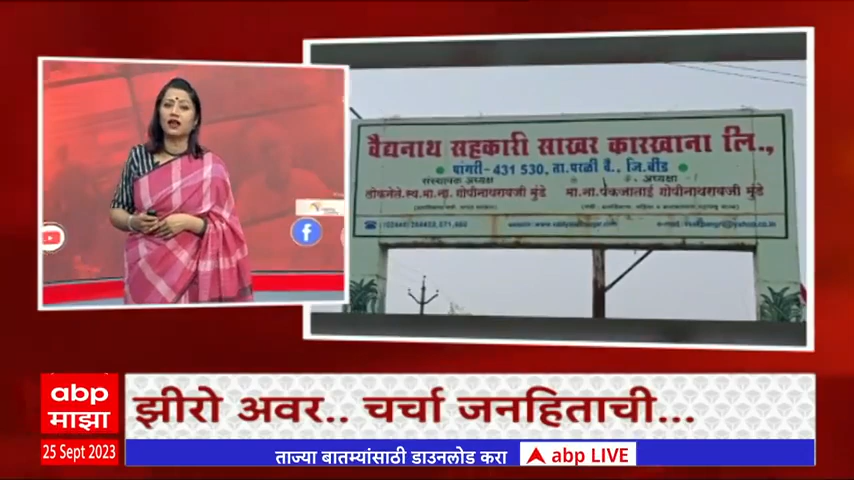 वैद्यनाथ सहकारी साखर कारखाना लि.,
पांगरी-431 530, ता.परळी वै., जि.बीड
संस्थापक अध्यक्ष
अध्यक्षा
लोकनेते.स्व.मा.ना. गोपीनाथरावजी मुंडे
मा.ना.पंकजाताई गोपीनाथरावजी मुंडे
abp
माझा
25 Sept 2023
झीरो अवर.. चर्चा जनहिताची...
ताज्या बातम्यांसाठी डाउनलोड करा
abp LIVE